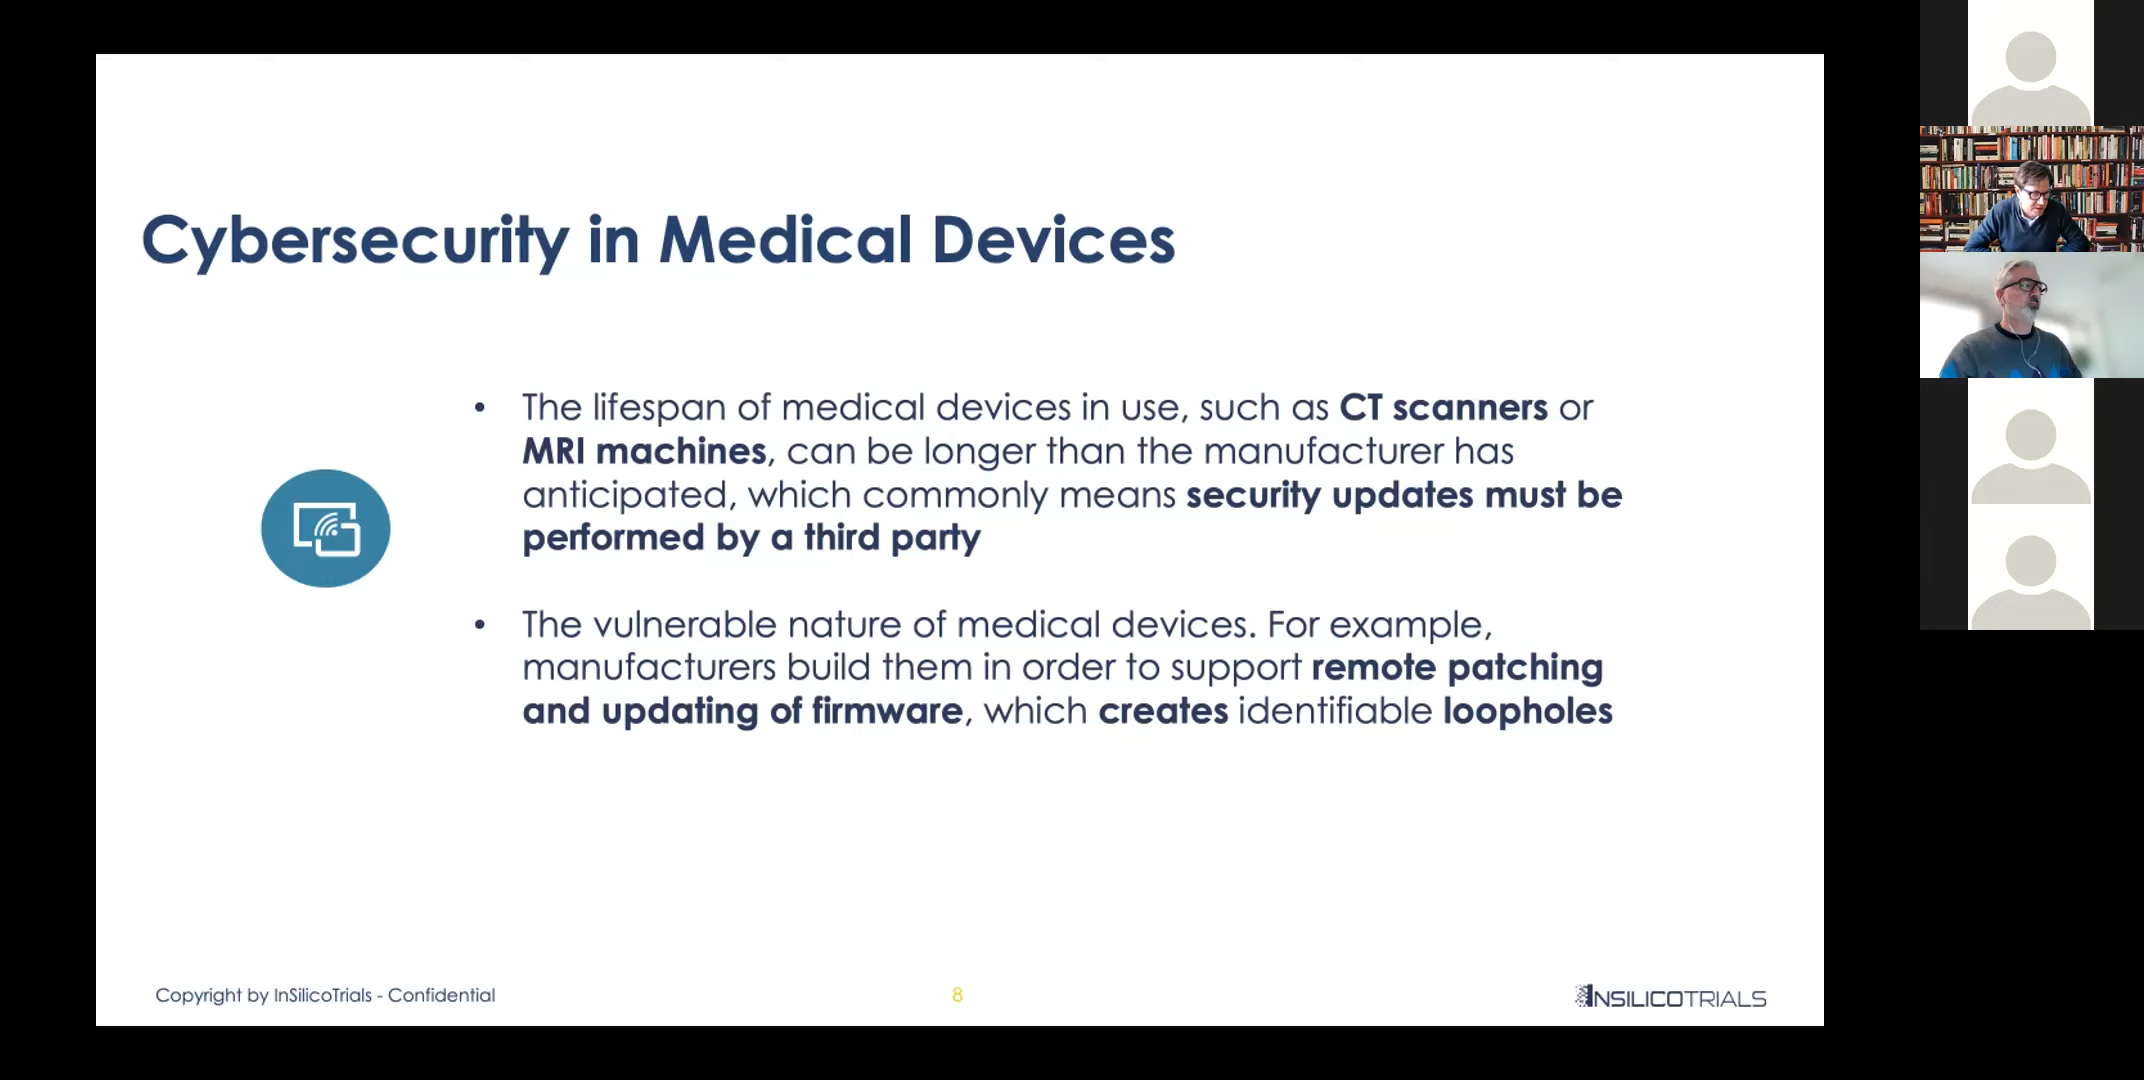 Cybersecurity in Medical Devices
• The lifespan of medical devices in use, such as CT scanners or
MRI machines, can be longer than the manufacturer has
anticipated, which commonly means security updates must be
performed by a third party
• The vulnerable nature of medical devices. For example,
manufacturers build them in order to support remote patching
and updating of firmware, which creates identifiable loopholes
Copyright by InSilicoTrials - Confidential
8
INSILICOTRIALS